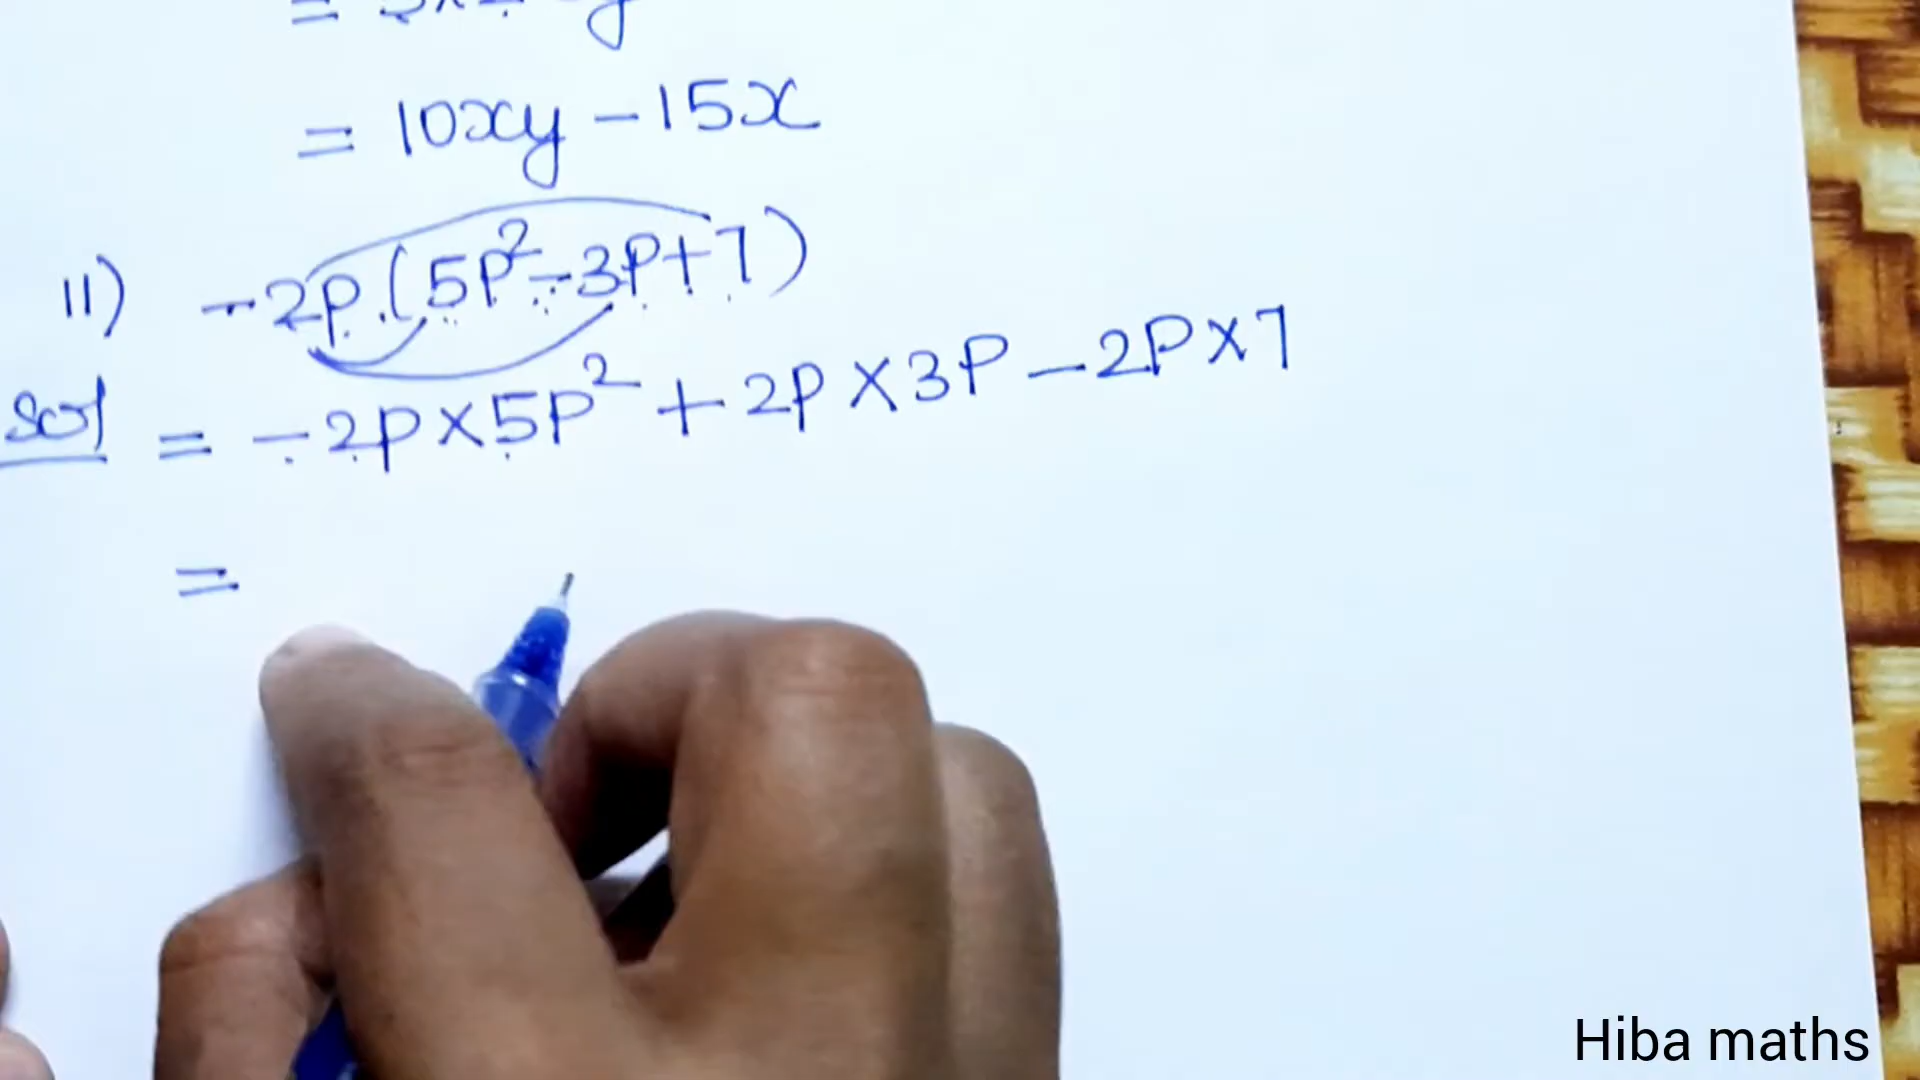 = 10xy - 15x
11) -2p (5p² - 3p + 7)
Sol = - 2p × 5p² + 2p × 3p - 2p × 7
=
Hiba maths